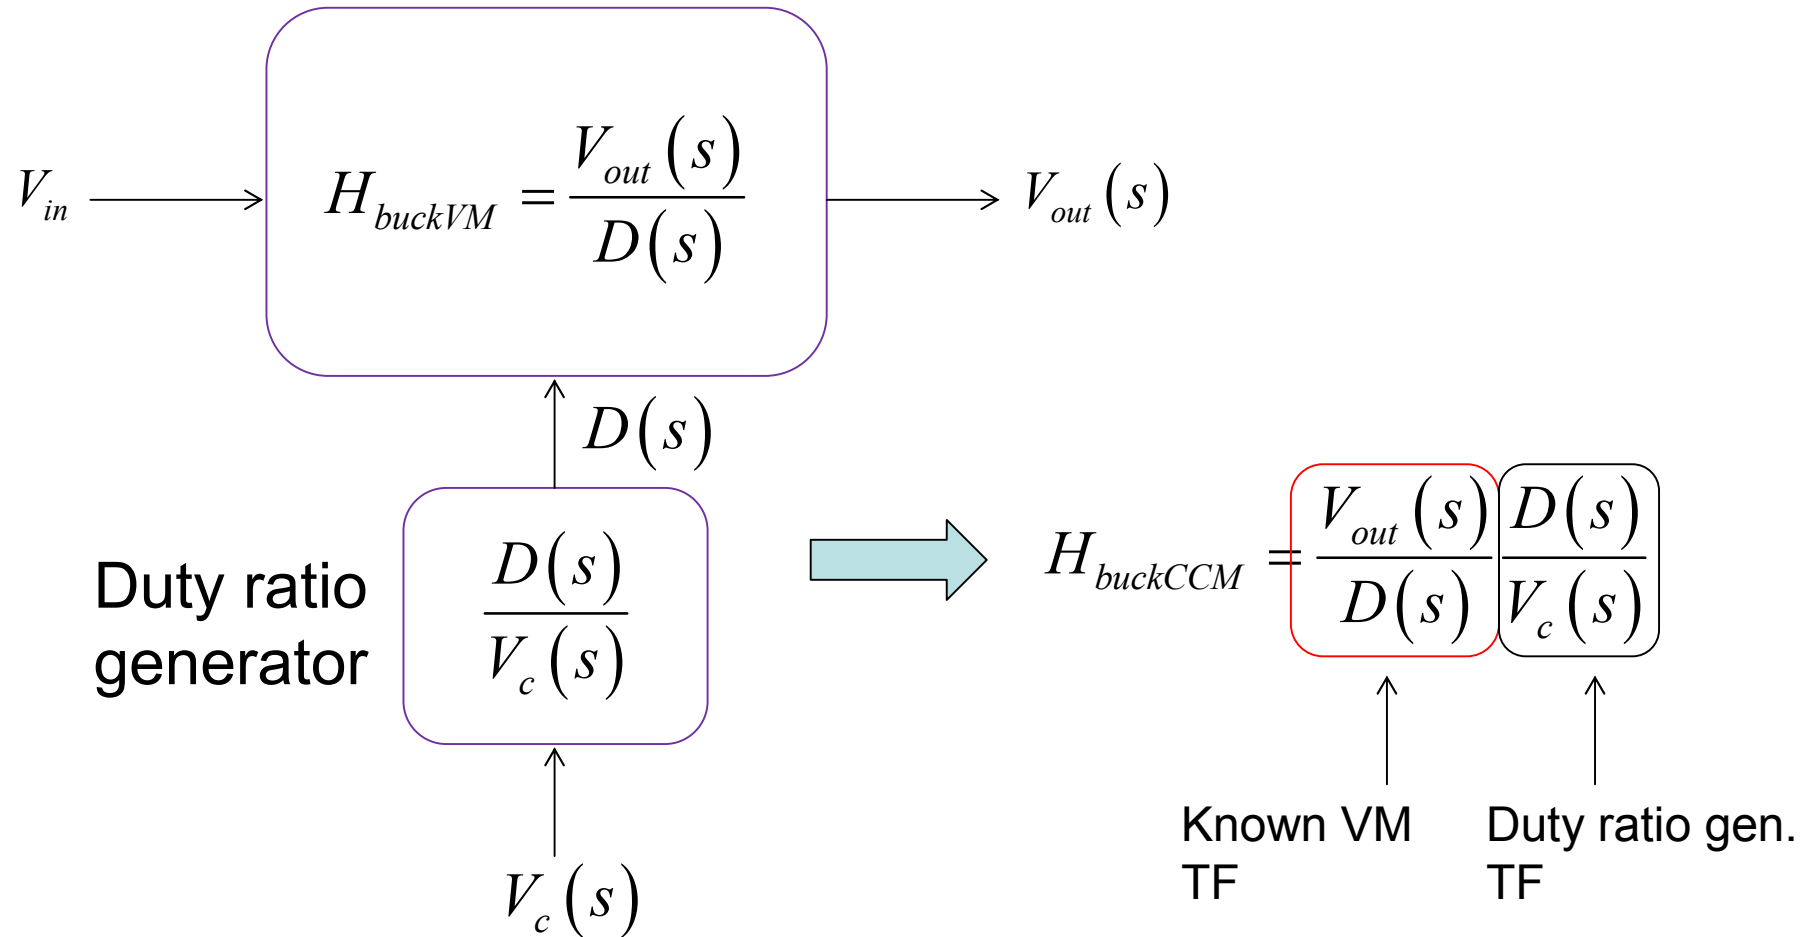 V_in
H_buckVM = V_out(s) / D(s)
V_out(s)
D(s)
Duty ratio
generator
D(s) / V_c(s)
V_c(s)
H_buckCCM = V_out(s) / D(s) D(s) / V_c(s)
Known VM
TF
Duty ratio gen.
TF